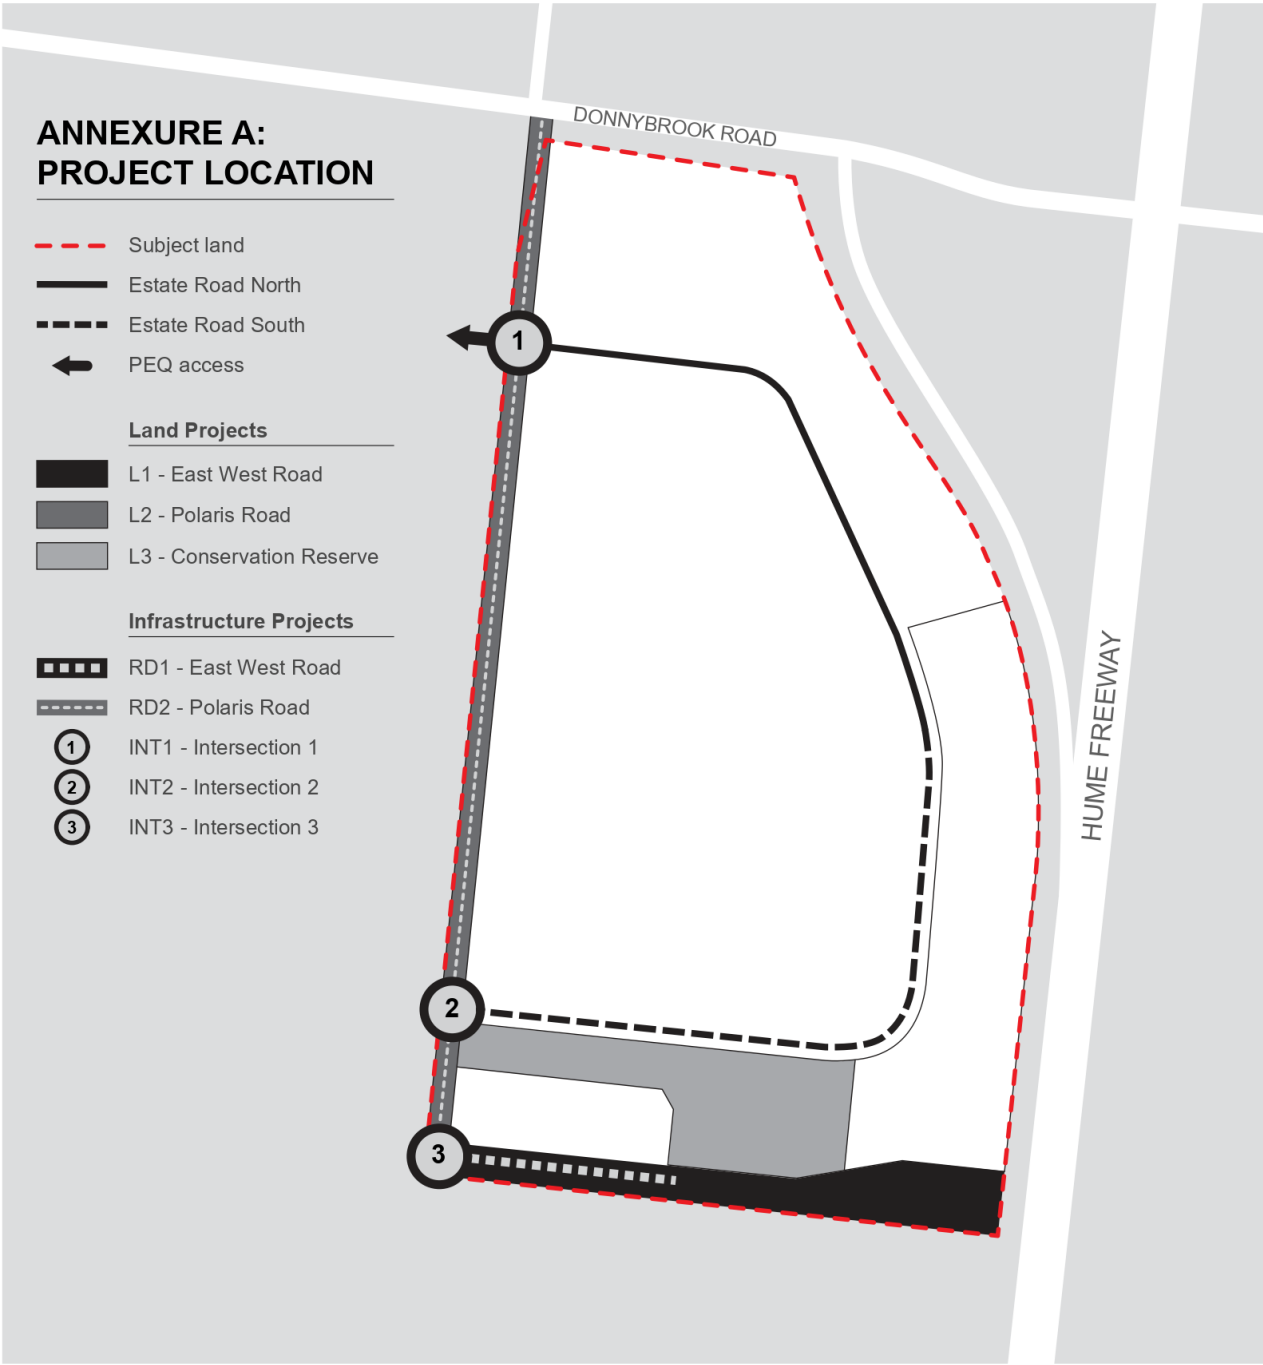 ANNEXURE A:
PROJECT LOCATION
Subject land
Estate Road North
Estate Road South
PEQ access
Land Projects
L1 - East West Road
L2 - Polaris Road
L3 - Conservation Reserve
Infrastructure Projects
RD1 - East West Road
RD2 - Polaris Road
1 INT1 - Intersection 1
2 INT2 - Intersection 2
3 INT3 - Intersection 3
DONNYBROOK ROAD
1
HUME FREEWAY
2
3